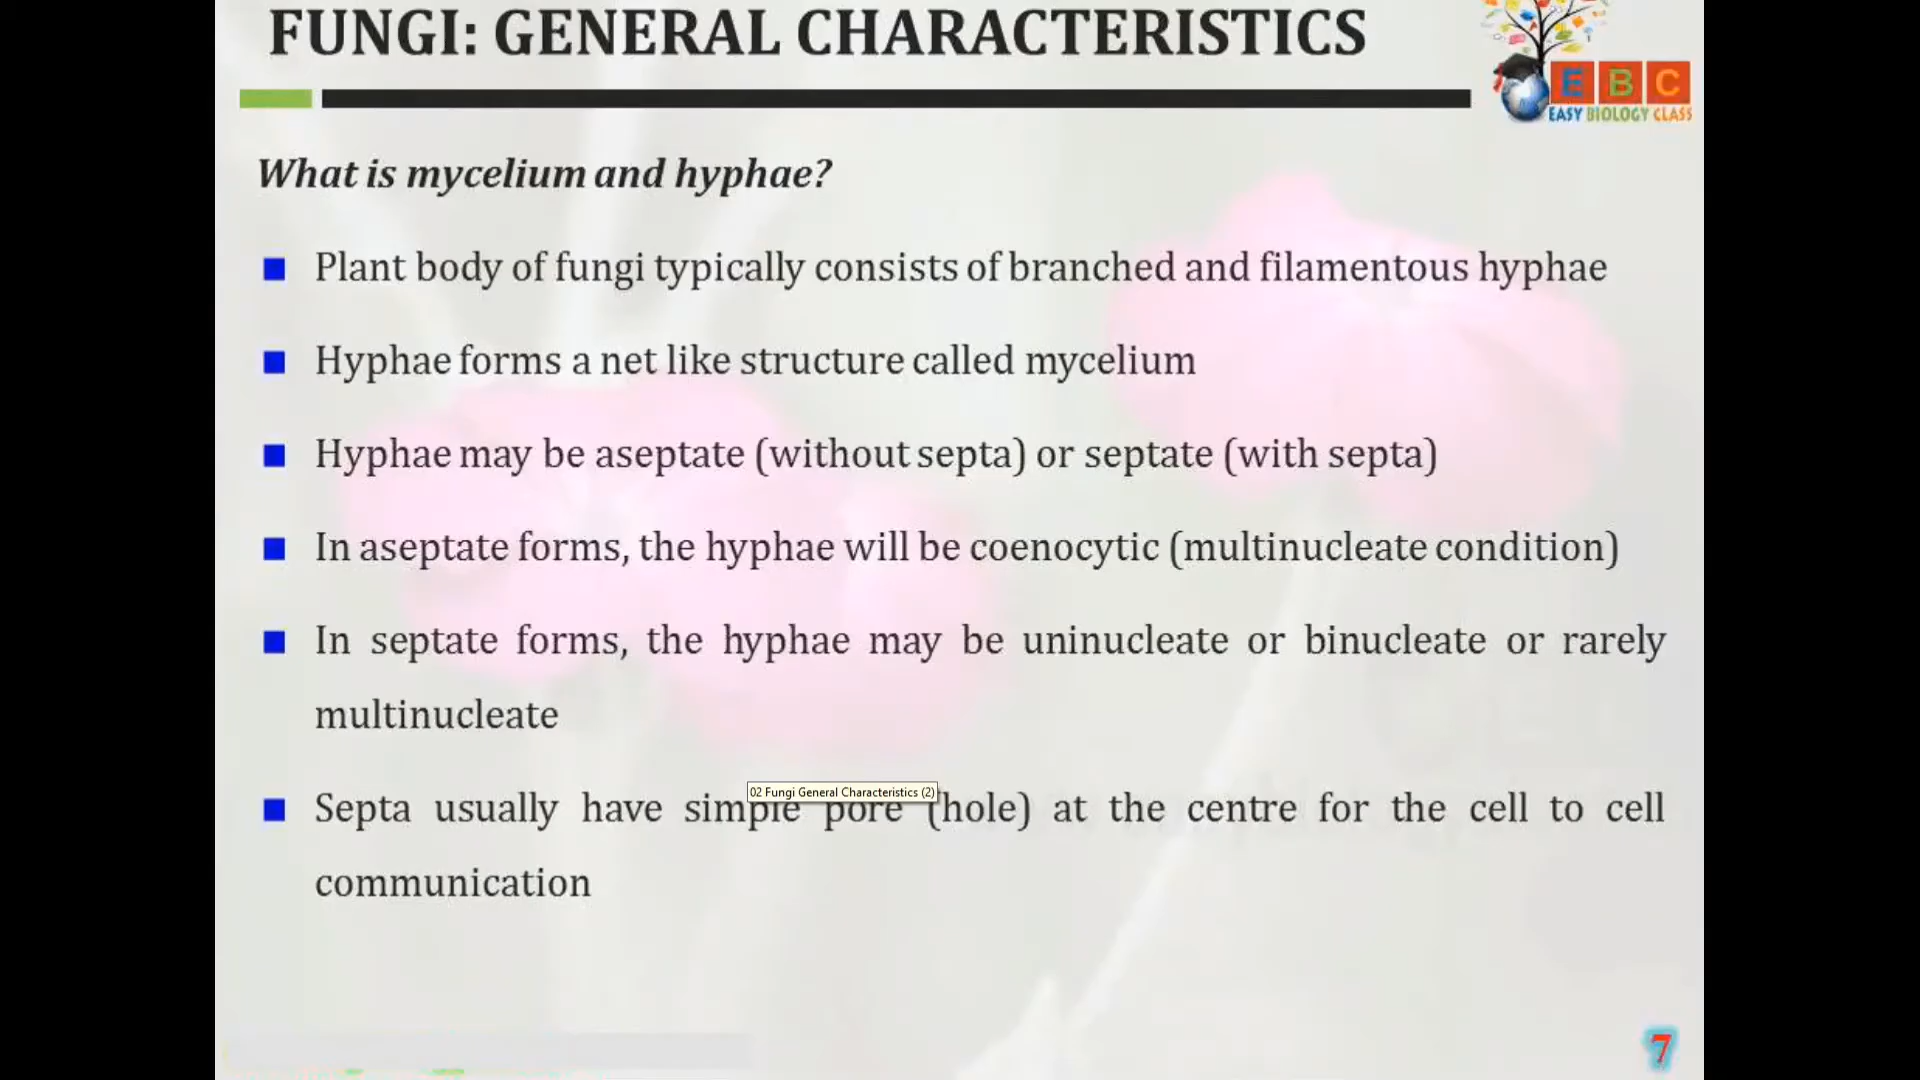 FUNGI: GENERAL CHARACTERISTICS
E B C
EASY BIOLOGY CLASS
What is mycelium and hyphae?
Plant body of fungi typically consists of branched and filamentous hyphae
Hyphae forms a net like structure called mycelium
Hyphae may be aseptate (without septa) or septate (with septa)
In aseptate forms, the hyphae will be coenocytic (multinucleate condition)
In septate forms, the hyphae may be uninucleate or binucleate or rarely
multinucleate
02 Fungi General Characteristics (2)
Septa usually have simple pore (hole) at the centre for the cell to cell
communication
7